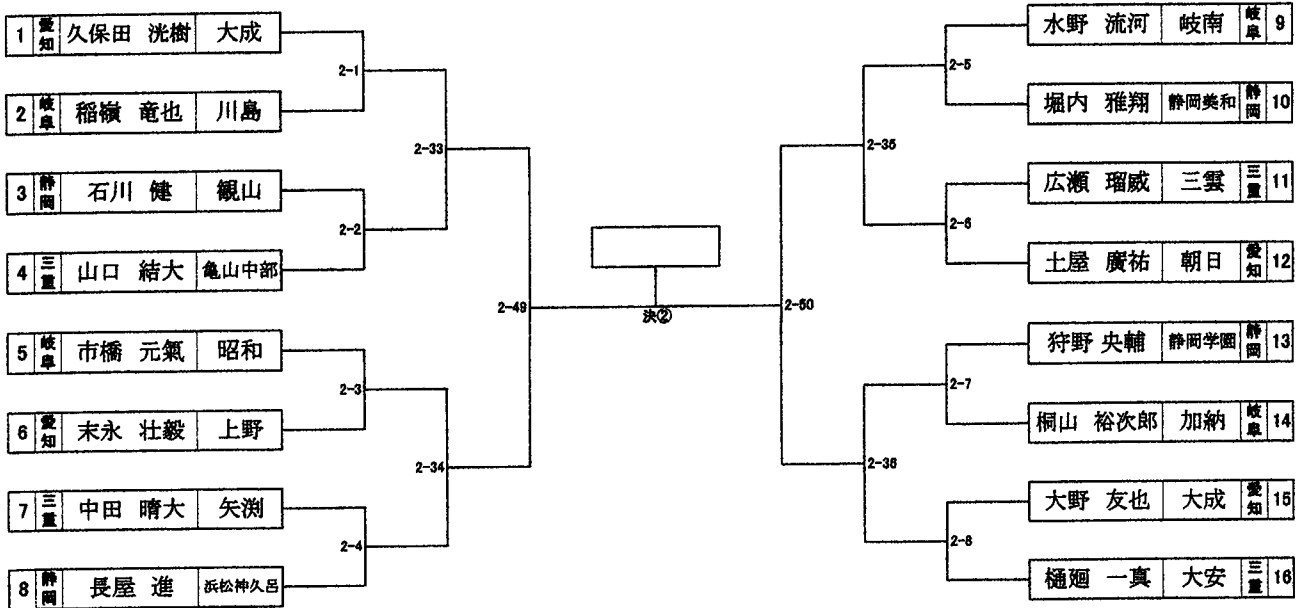 1 愛知 久保田 洸樹 大成
2 岐阜 稲嶺 竜也 川島
3 静岡 石川 健 観山
4 三重 山口 結大 亀山中部
5 岐阜 市橋 元氣 昭和
6 愛知 末永 壮毅 上野
7 三重 中田 晴大 矢渕
8 静岡 長屋 進 浜松神久呂
2-1
2-2
2-3
2-4
2-33
2-34
2-49
決②
2-50
2-35
2-36
2-5
2-6
2-7
2-8
水野 流河 岐南 岐阜 9
堀内 雅翔 静岡美和 静岡 10
広瀬 瑠威 三雲 三重 11
土屋 廣祐 朝日 愛知 12
狩野 央輔 静岡学園 静岡 13
桐山 裕次郎 加納 岐阜 14
大野 友也 大成 愛知 15
樋廻 一真 大安 三重 16